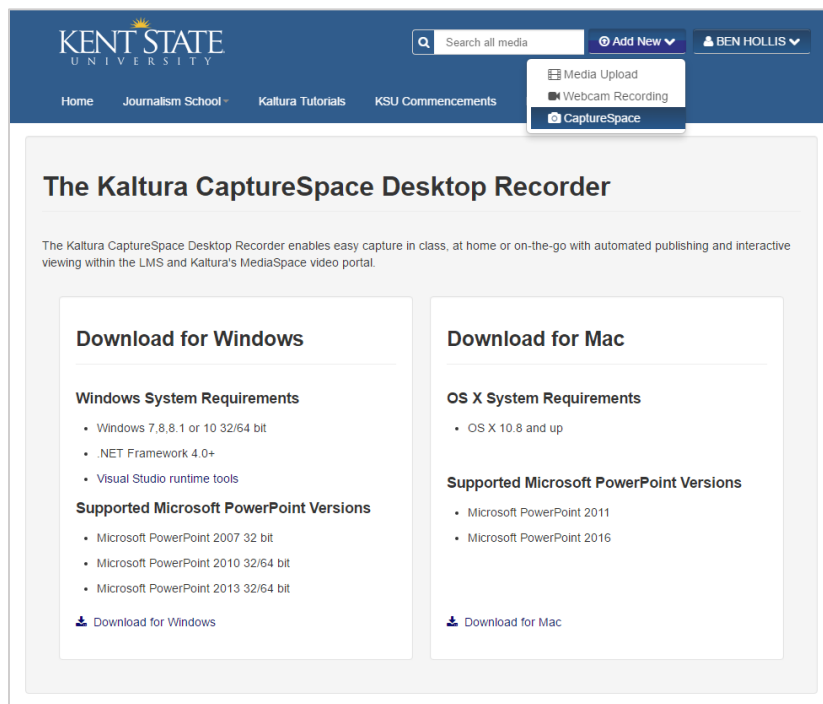 KENT STATE
UNIVERSITY
Search all media
Add New
BEN HOLLIS
Media Upload
Webcam Recording
CaptureSpace
Home
Journalism School
Kaltura Tutorials
KSU Commencements
The Kaltura CaptureSpace Desktop Recorder
The Kaltura CaptureSpace Desktop Recorder enables easy capture in class, at home or on-the-go with automated publishing and interactive
viewing within the LMS and Kaltura's MediaSpace video portal.
Download for Windows
Windows System Requirements
Windows 7,8,8.1 or 10 32/64 bit
.NET Framework 4.0+
Visual Studio runtime tools
Supported Microsoft PowerPoint Versions
Microsoft PowerPoint 2007 32 bit
Microsoft PowerPoint 2010 32/64 bit
Microsoft PowerPoint 2013 32/64 bit
Download for Windows
Download for Mac
OS X System Requirements
OS X 10.8 and up
Supported Microsoft PowerPoint Versions
Microsoft PowerPoint 2011
Microsoft PowerPoint 2016
Download for Mac